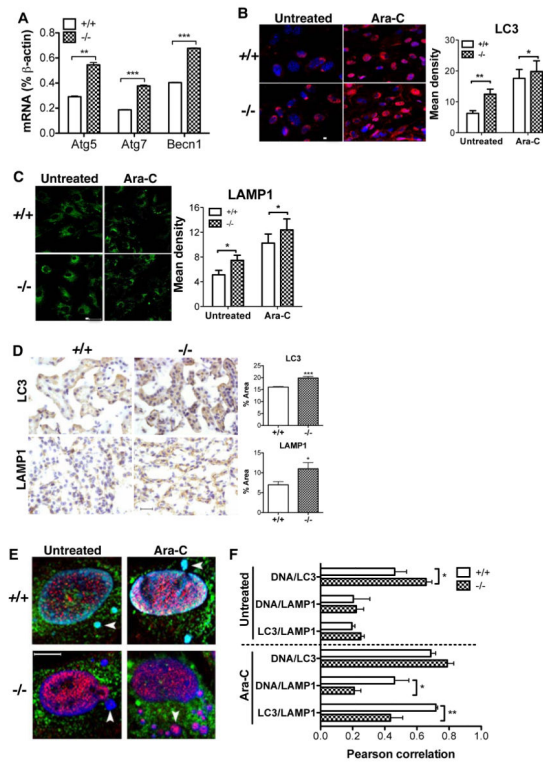 A
+/+
-/-
mRNA (% β-actin)
0.8
0.6
0.4
0.2
0.0
**
***
***
Atg5
Atg7
Becn1
B
Untreated
Ara-C
+/+
-/-
LC3
+/+
-/-
Mean density
30
20
10
0
**
*
Untreated
Ara-C
C
Untreated
Ara-C
+/+
-/-
LAMP1
+/+
-/-
Mean density
16
12
8
4
0
*
*
Untreated
Ara-C
D
+/+
-/-
LC3
LAMP1
LC3
% Area
25
20
15
10
5
0
***
+/+
-/-
LAMP1
% Area
15
10
5
0
*
+/+
-/-
E
Untreated
Ara-C
+/+
-/-
F
+/+
-/-
Untreated
DNA/LC3
*
DNA/LAMP1
LC3/LAMP1
Ara-C
DNA/LC3
DNA/LAMP1
*
LC3/LAMP1
**
0.0
0.2
0.4
0.6
0.8
1.0
Pearson correlation